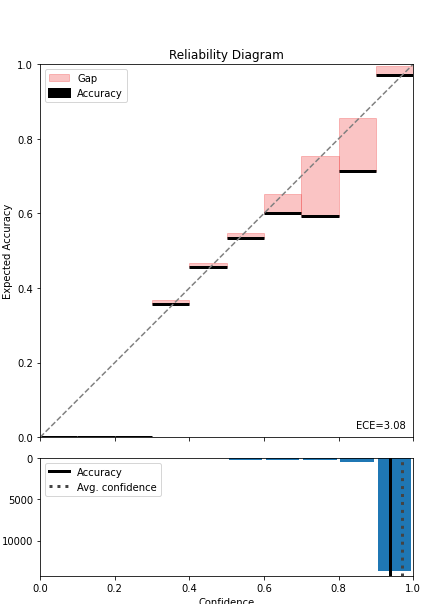 Reliability Diagram
1.0
Gap
Accuracy
0.8
0.6
Expected Accuracy
0.4
0.2
ECE=3.08
0.0
0
Accuracy
Avg. confidence
5000
10000
0.0 0.2 0.4 0.6 0.8 1.0
Confidence